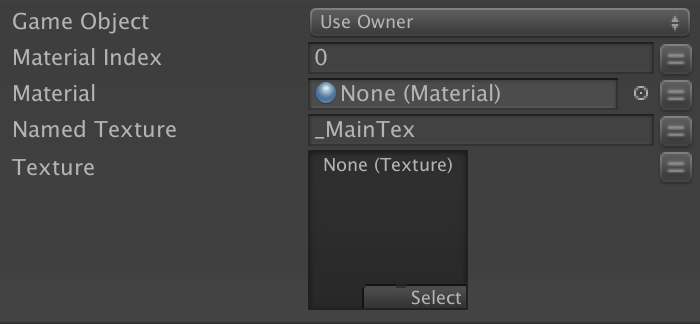 Game Object Use Owner
Material Index 0
Material None (Material)
Named Texture _MainTex
Texture None (Texture)
Select